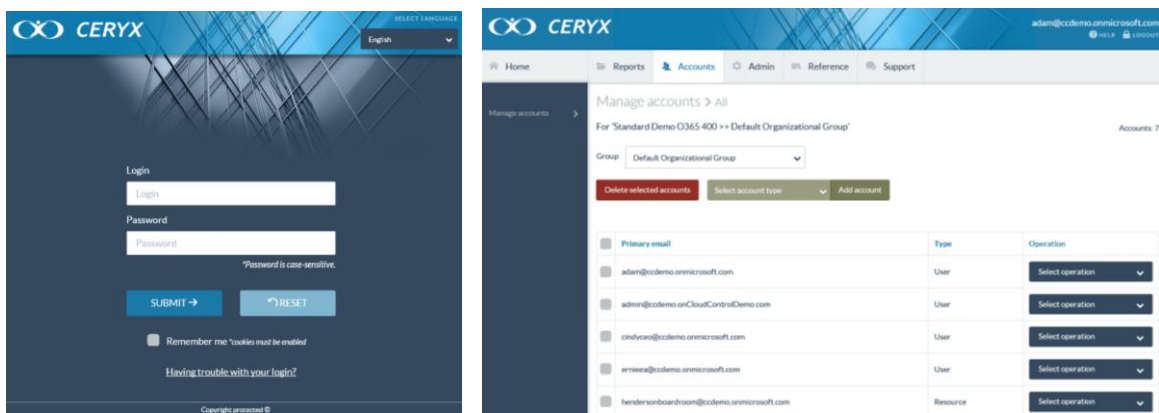 CERYX
SELECT LANGUAGE
English
Login
Login
Password
Password
*Password is case-sensitive.
SUBMIT
RESET
Remember me *cookies must be enabled
Having trouble with your login?
Copyright protected ©
CERYX
adam@ccdemo.onmicrosoft.com
HELP LOGOUT
Home Reports Accounts Admin Reference Support
Manage accounts
Manage accounts > All
For 'Standard Demo O365 400 >> Default Organizational Group' Accounts: 7
Group Default Organizational Group
Delete selected accounts Select account type Add account
Primary email Type Operation
adam@ccdemo.onmicrosoft.com User Select operation
admin@ccdemo.onCloudControlDemo.com User Select operation
cindycao@ccdemo.onmicrosoft.com User Select operation
ernieea@ccdemo.onmicrosoft.com User Select operation
hendersonboardroom@ccdemo.onmicrosoft.com Resource Select operation